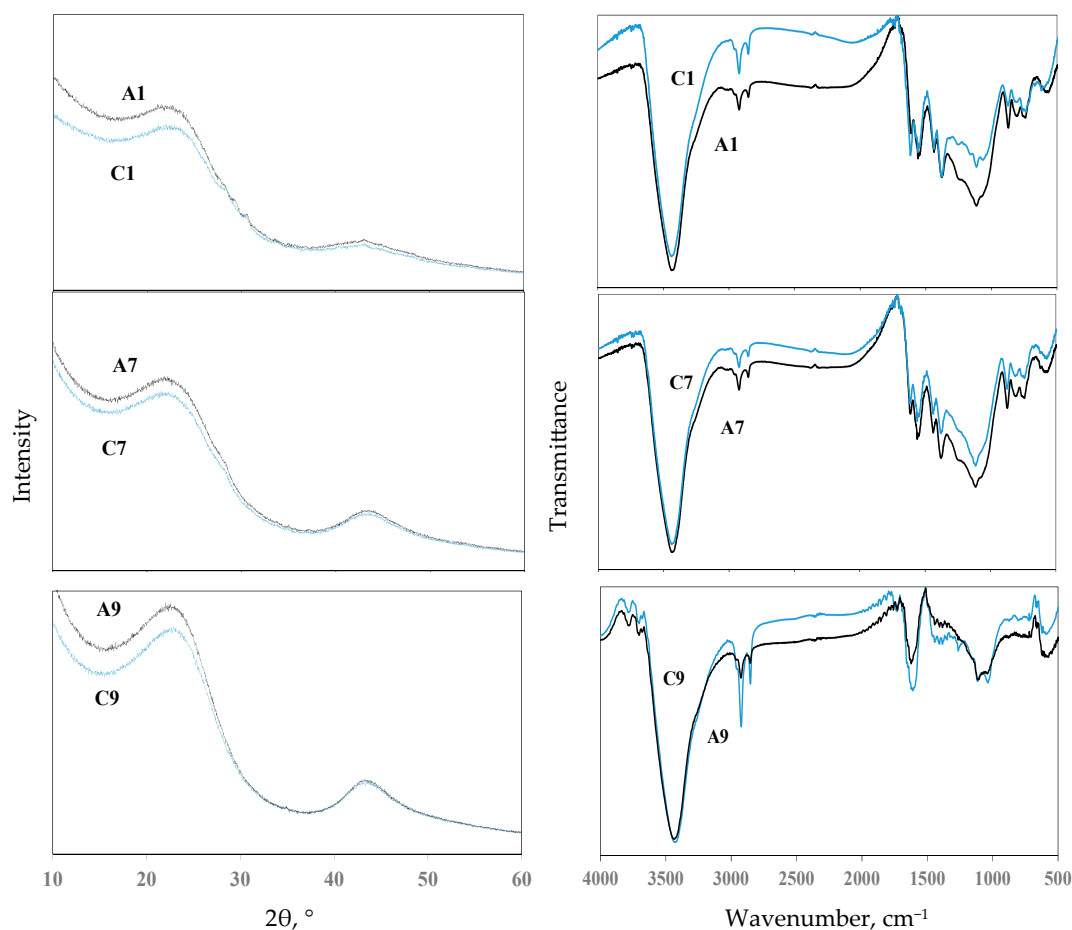 A1
C1
C1
A1
A7
C7
C7
A7
Intensity
Transmittance
A9
C9
C9
A9
10 20 30 40 50 60
4000 3500 3000 2500 2000 1500 1000 500
2θ, °
Wavenumber, cm⁻¹